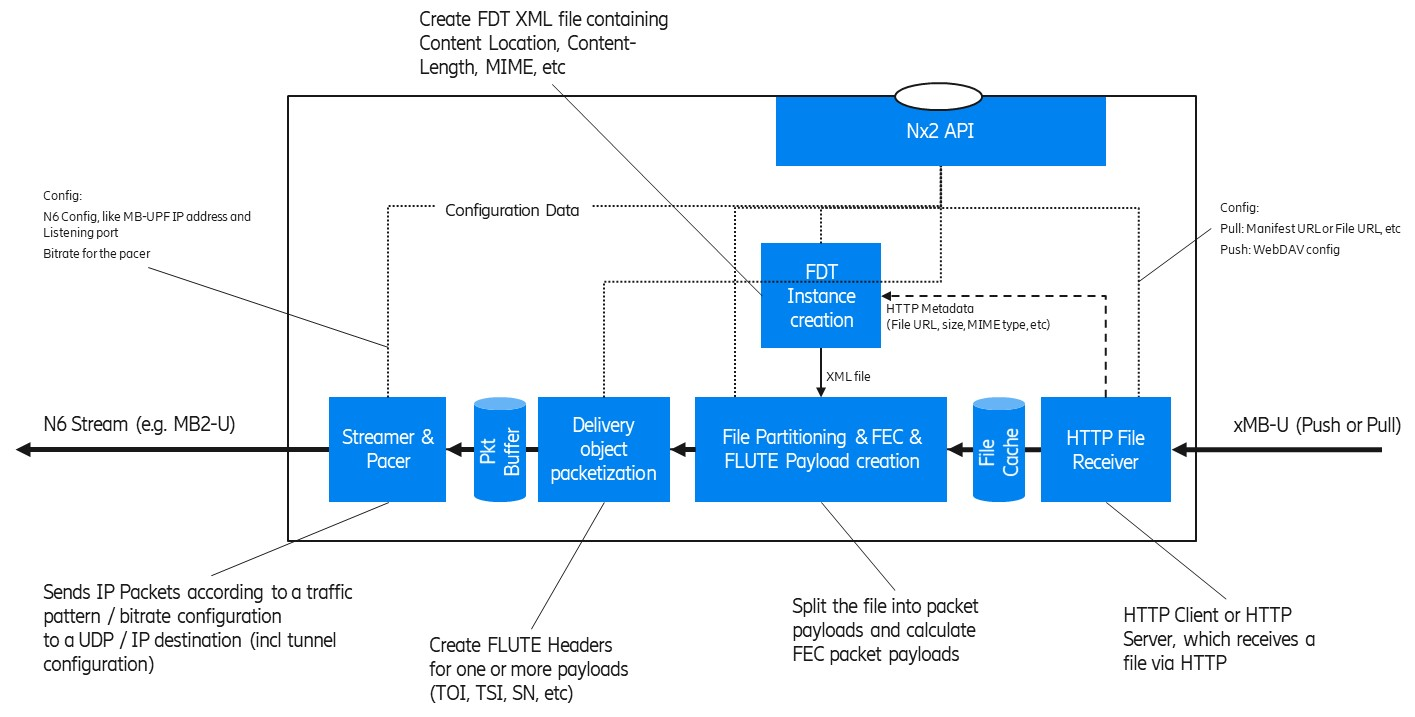 Create FDT XML file containing
Content Location, Content-
Length, MIME, etc
Nx2 API
Config:
N6 Config, like MB-UPF IP address and
Listening port
Bitrate for the pacer
Configuration Data
Config:
Pull: Manifest URL or File URL, etc
Push: WebDAV config
FDT
Instance
creation
HTTP Metadata
(File URL, size, MIME type, etc)
XML file
N6 Stream (e.g. MB2-U)
Streamer &
Pacer
Pkt
Buffer
Delivery
object
packetization
File Partitioning & FEC &
FLUTE Payload creation
File
Cache
HTTP File
Receiver
xMB-U (Push or Pull)
Sends IP Packets according to a traffic
pattern / bitrate configuration
to a UDP / IP destination (incl tunnel
configuration)
Create FLUTE Headers
for one or more payloads
(TOI, TSI, SN, etc)
Split the file into packet
payloads and calculate
FEC packet payloads
HTTP Client or HTTP
Server, which receives a
file via HTTP